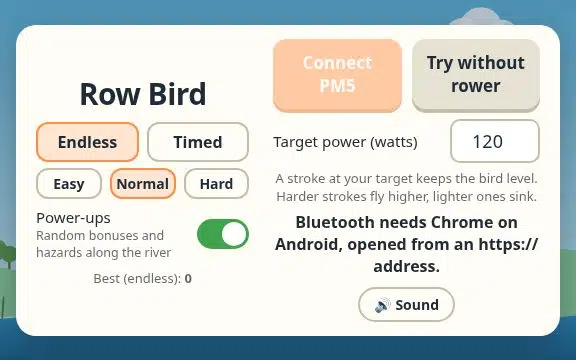 Row Bird
Endless
Timed
Easy
Normal
Hard
Power-ups
Random bonuses and
hazards along the river
Best (endless): 0
Connect
PM5
Try without
rower
Target power (watts)
120
A stroke at your target keeps the bird level.
Harder strokes fly higher, lighter ones sink.
Bluetooth needs Chrome on
Android, opened from an https://
address.
🔊 Sound